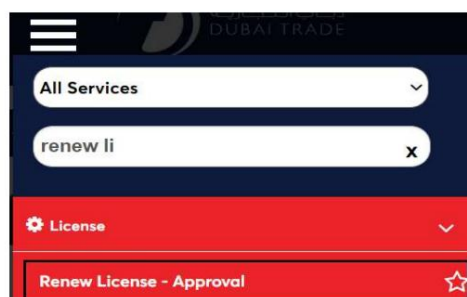 DUBAI TRADE
All Services
renew li
x
License
Renew License - Approval